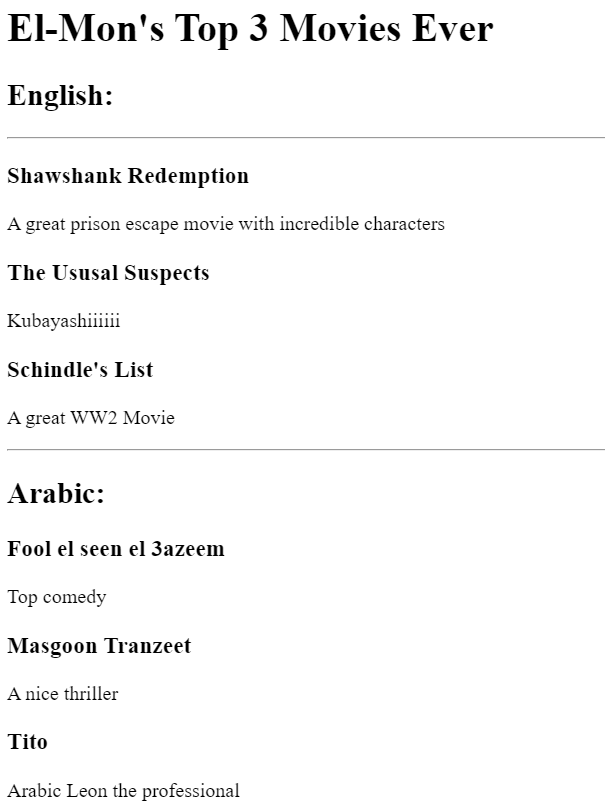 El-Mon's Top 3 Movies Ever
English:
Shawshank Redemption
A great prison escape movie with incredible characters
The Ususal Suspects
Kubayashiiiiii
Schindle's List
A great WW2 Movie
Arabic:
Fool el seen el 3azeem
Top comedy
Masgoon Tranzeet
A nice thriller
Tito
Arabic Leon the professional